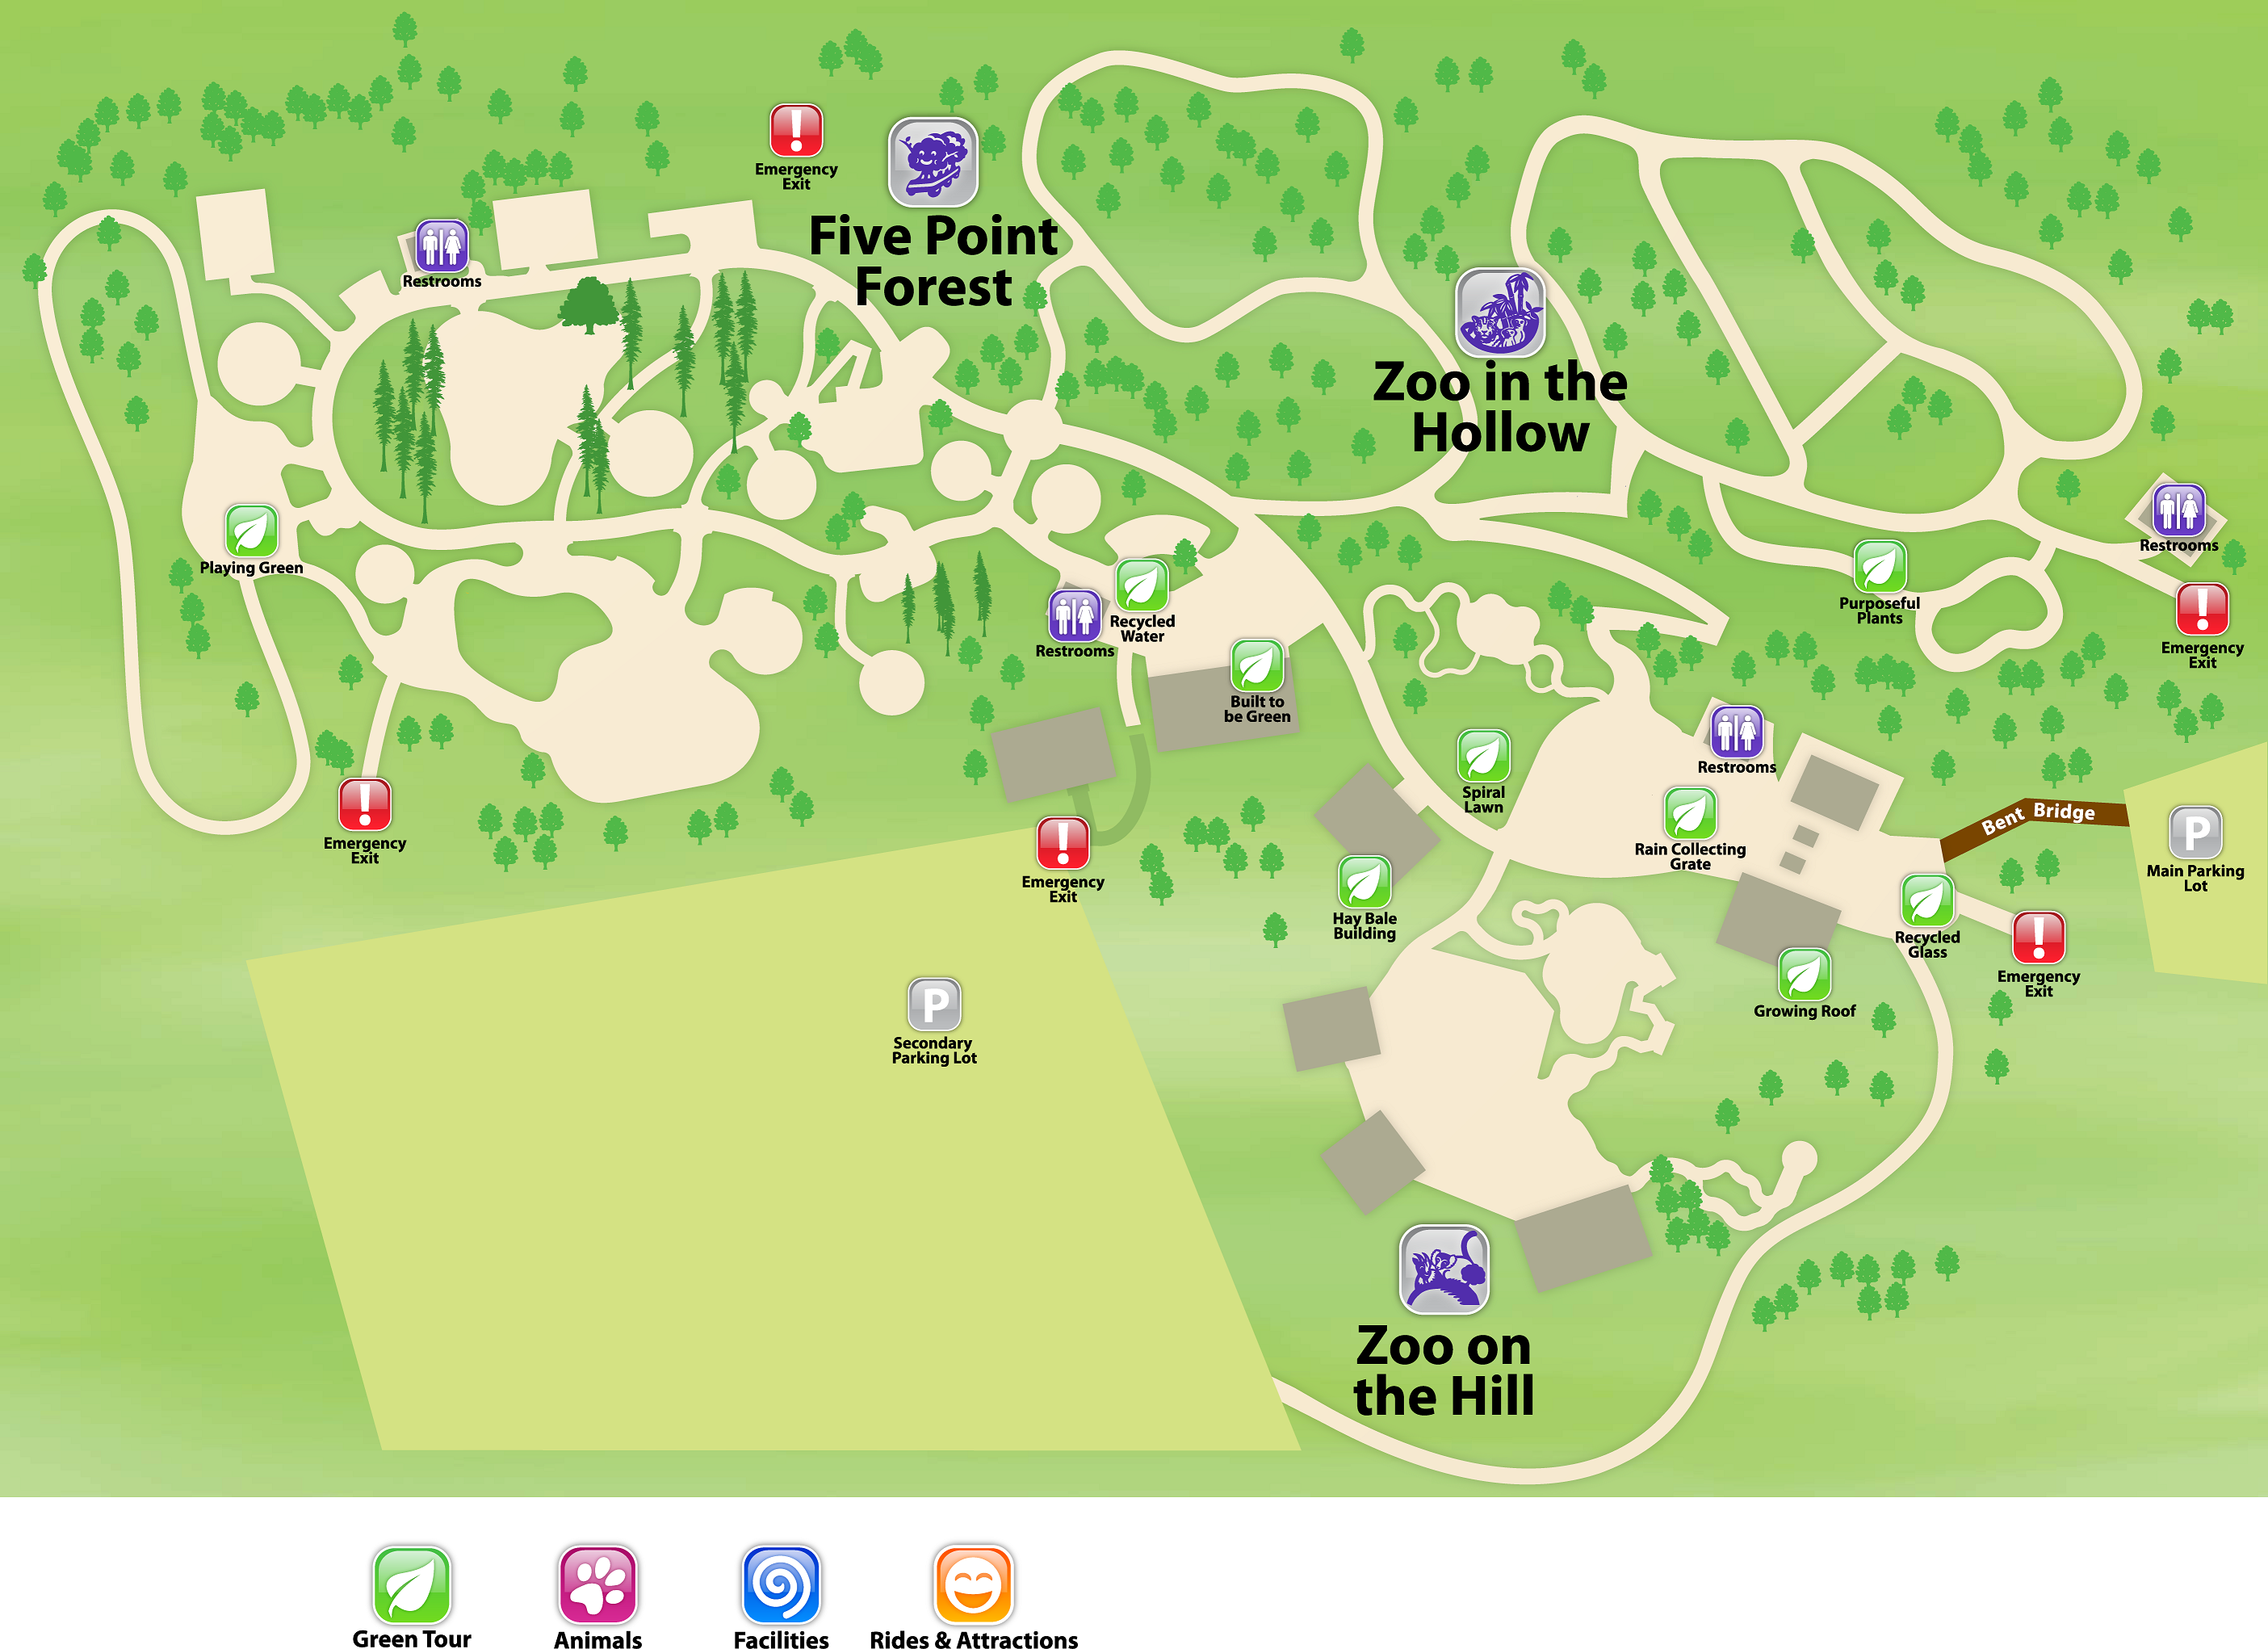 Emergency
Exit
Five Point
Forest
Restrooms
Zoo in the
Hollow
Playing Green
Restrooms
Recycled
Water
Restrooms
Purposeful
Plants
Emergency
Exit
Built to
be Green
Restrooms
Spiral
Lawn
Bent Bridge
P
Main Parking
Lot
Rain Collecting
Grate
Emergency
Exit
Emergency
Exit
Hay Bale
Building
Recycled
Glass
Emergency
Exit
Growing Roof
P
Secondary
Parking Lot
Zoo on
the Hill
Green Tour
Animals
Facilities
Rides & Attractions